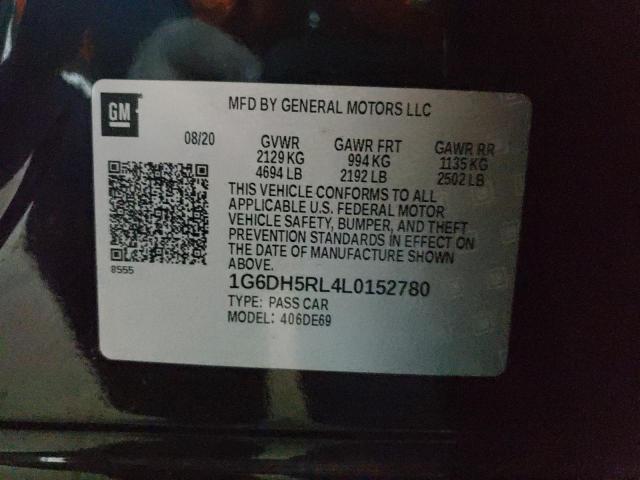 GM
MFD BY GENERAL MOTORS LLC
08/20 GVWR GAWR FRT GAWR RR
2129 KG 994 KG 1135 KG
4694 LB 2192 LB 2502 LB
THIS VEHICLE CONFORMS TO ALL
APPLICABLE U.S. FEDERAL MOTOR
VEHICLE SAFETY, BUMPER, AND THEFT
PREVENTION STANDARDS IN EFFECT ON
THE DATE OF MANUFACTURE SHOWN
ABOVE.
8555
1G6DH5RL4L0152780
TYPE: PASS CAR
MODEL: 406DE69